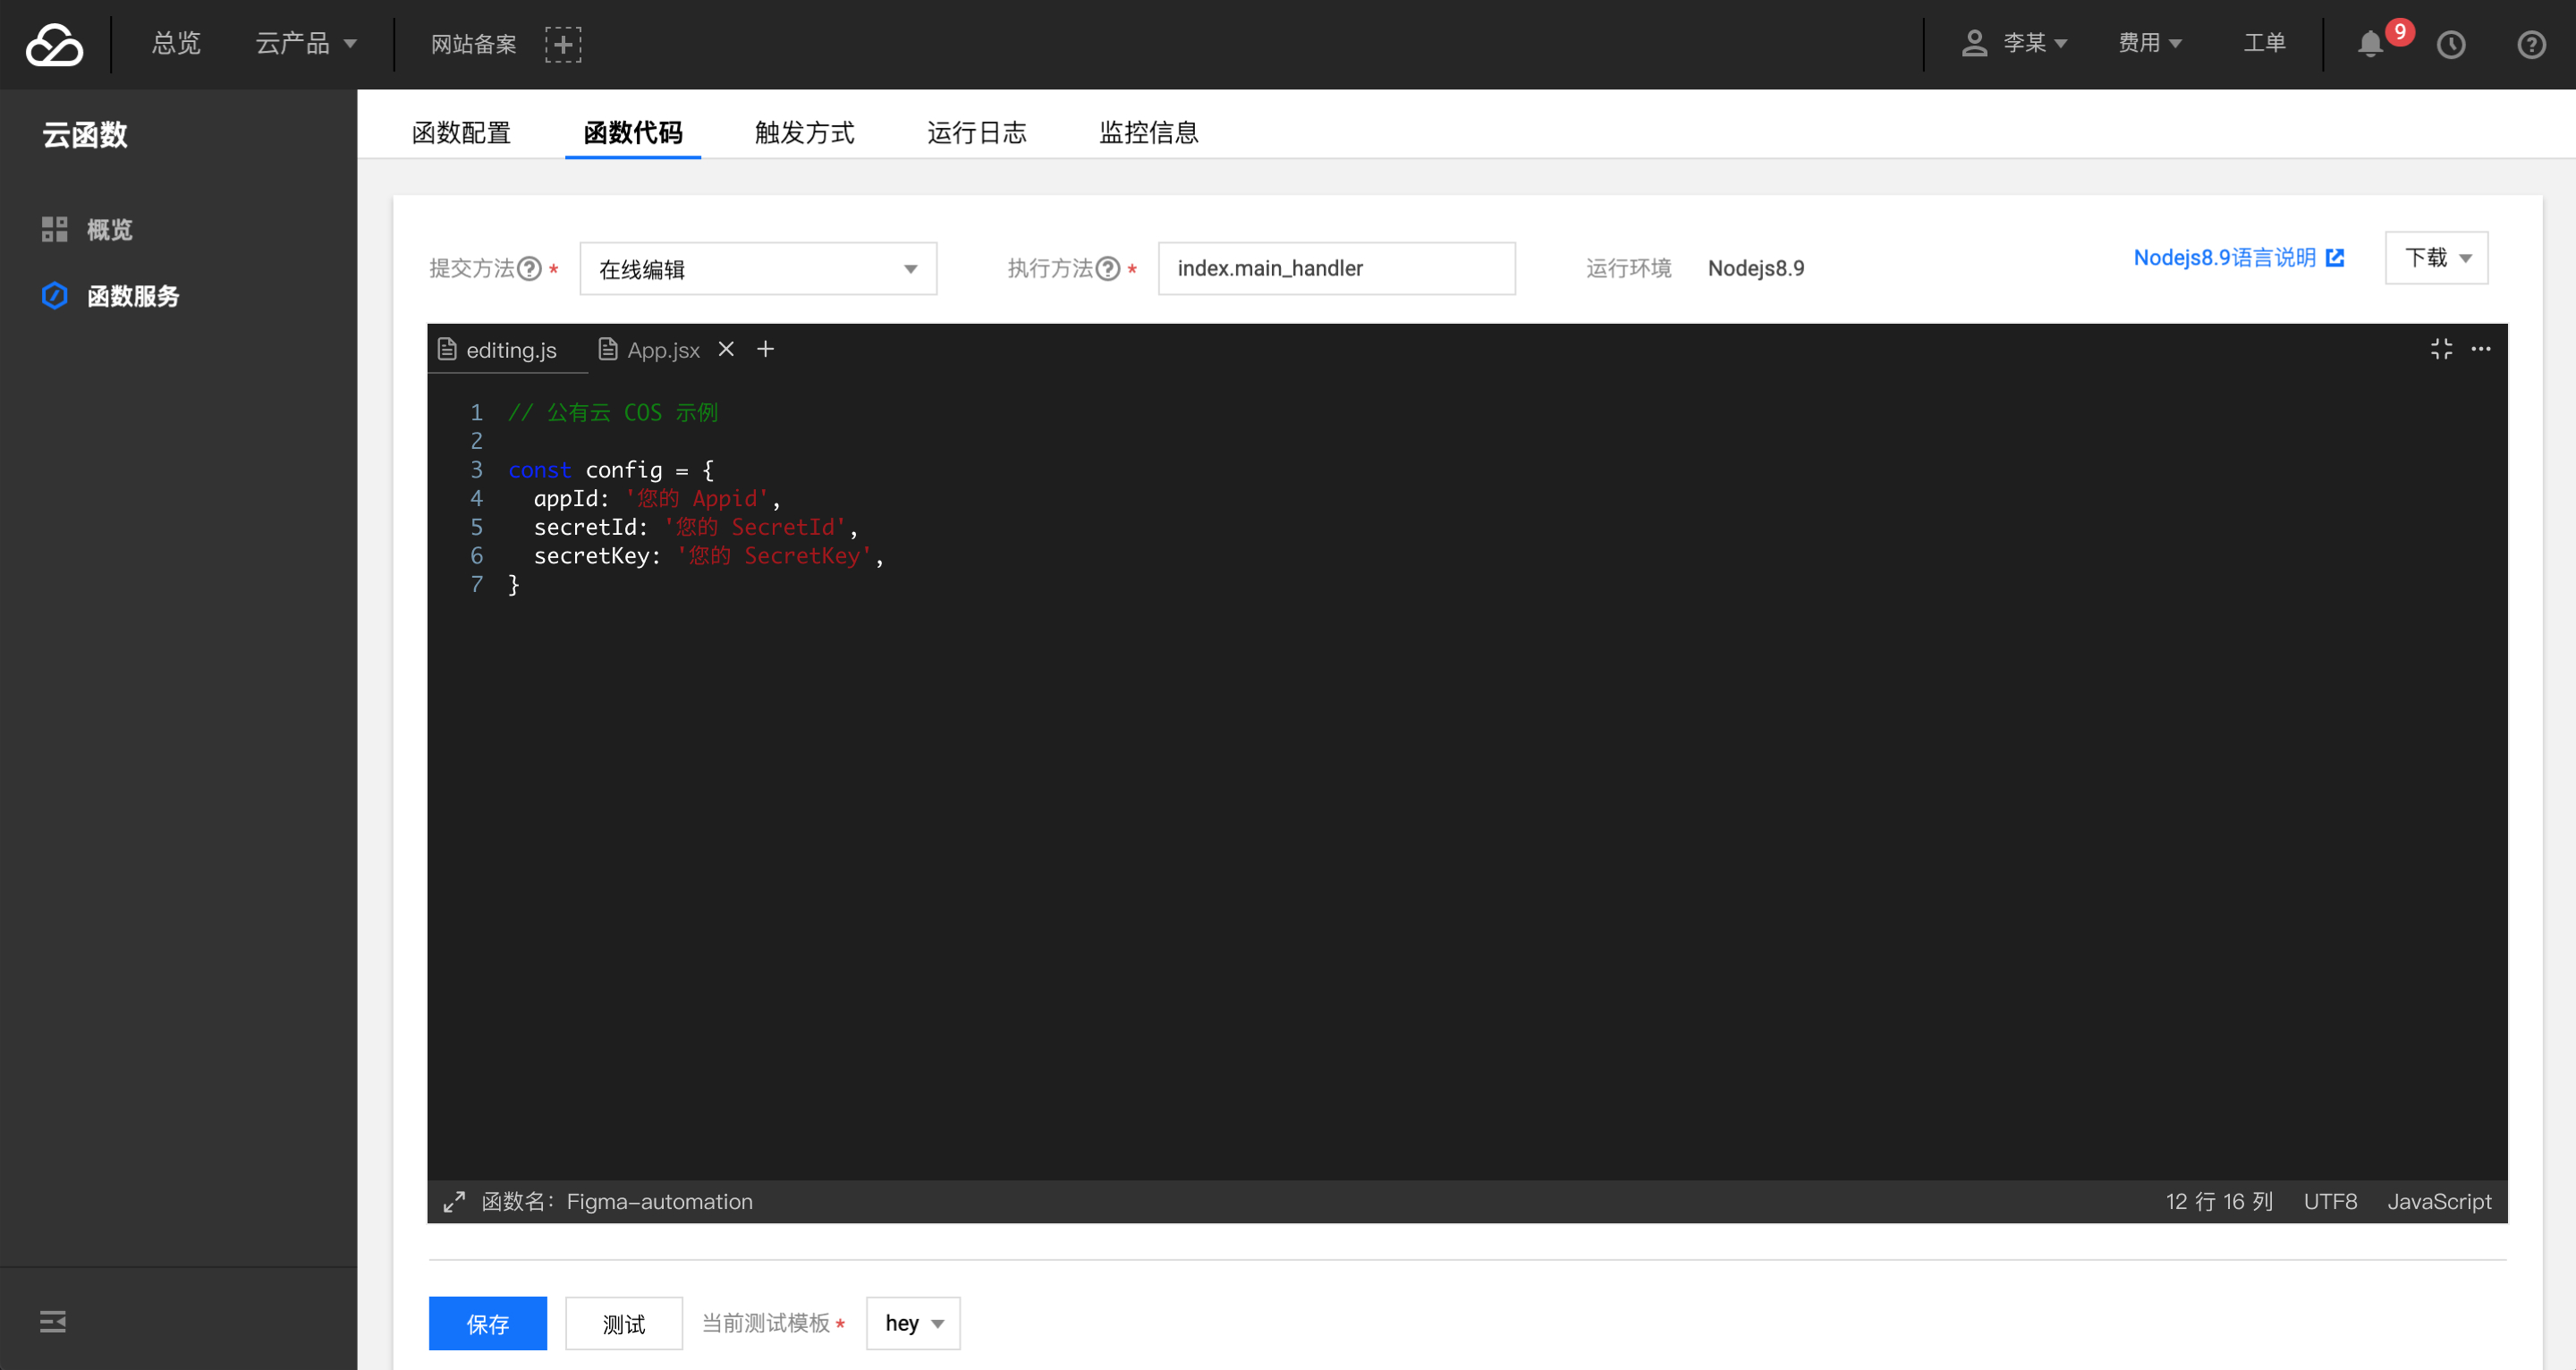 总览 云产品 网站备案 李某 费用 工单 9
云函数
概览
函数服务
函数配置 函数代码 触发方式 运行日志 监控信息
提交方法 * 在线编辑 执行方法 * index.main_handler 运行环境 Nodejs8.9 Nodejs8.9语言说明 下载
editing.js App.jsx
1 // 公有云 COS 示例
2
3 const config = {
4 appId: '您的 Appid',
5 secretId: '您的 SecretId',
6 secretKey: '您的 SecretKey',
7 }
函数名：Figma-automation 12 行 16 列 UTF8 JavaScript
保存 测试 当前测试模板 * hey